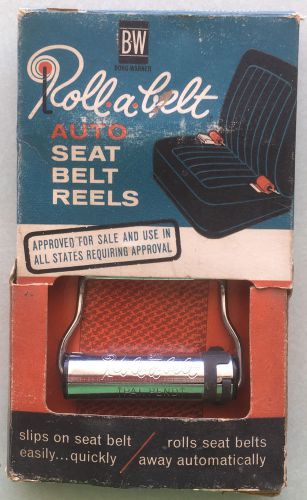 BW
BORG-WARNER
Roll-a-belt
AUTO
SEAT
BELT
REELS
APPROVED FOR SALE AND USE IN
ALL STATES REQUIRING APPROVAL
Roll-a-belt
slips on seat belt / rolls seat belts
easily...quickly / away automatically